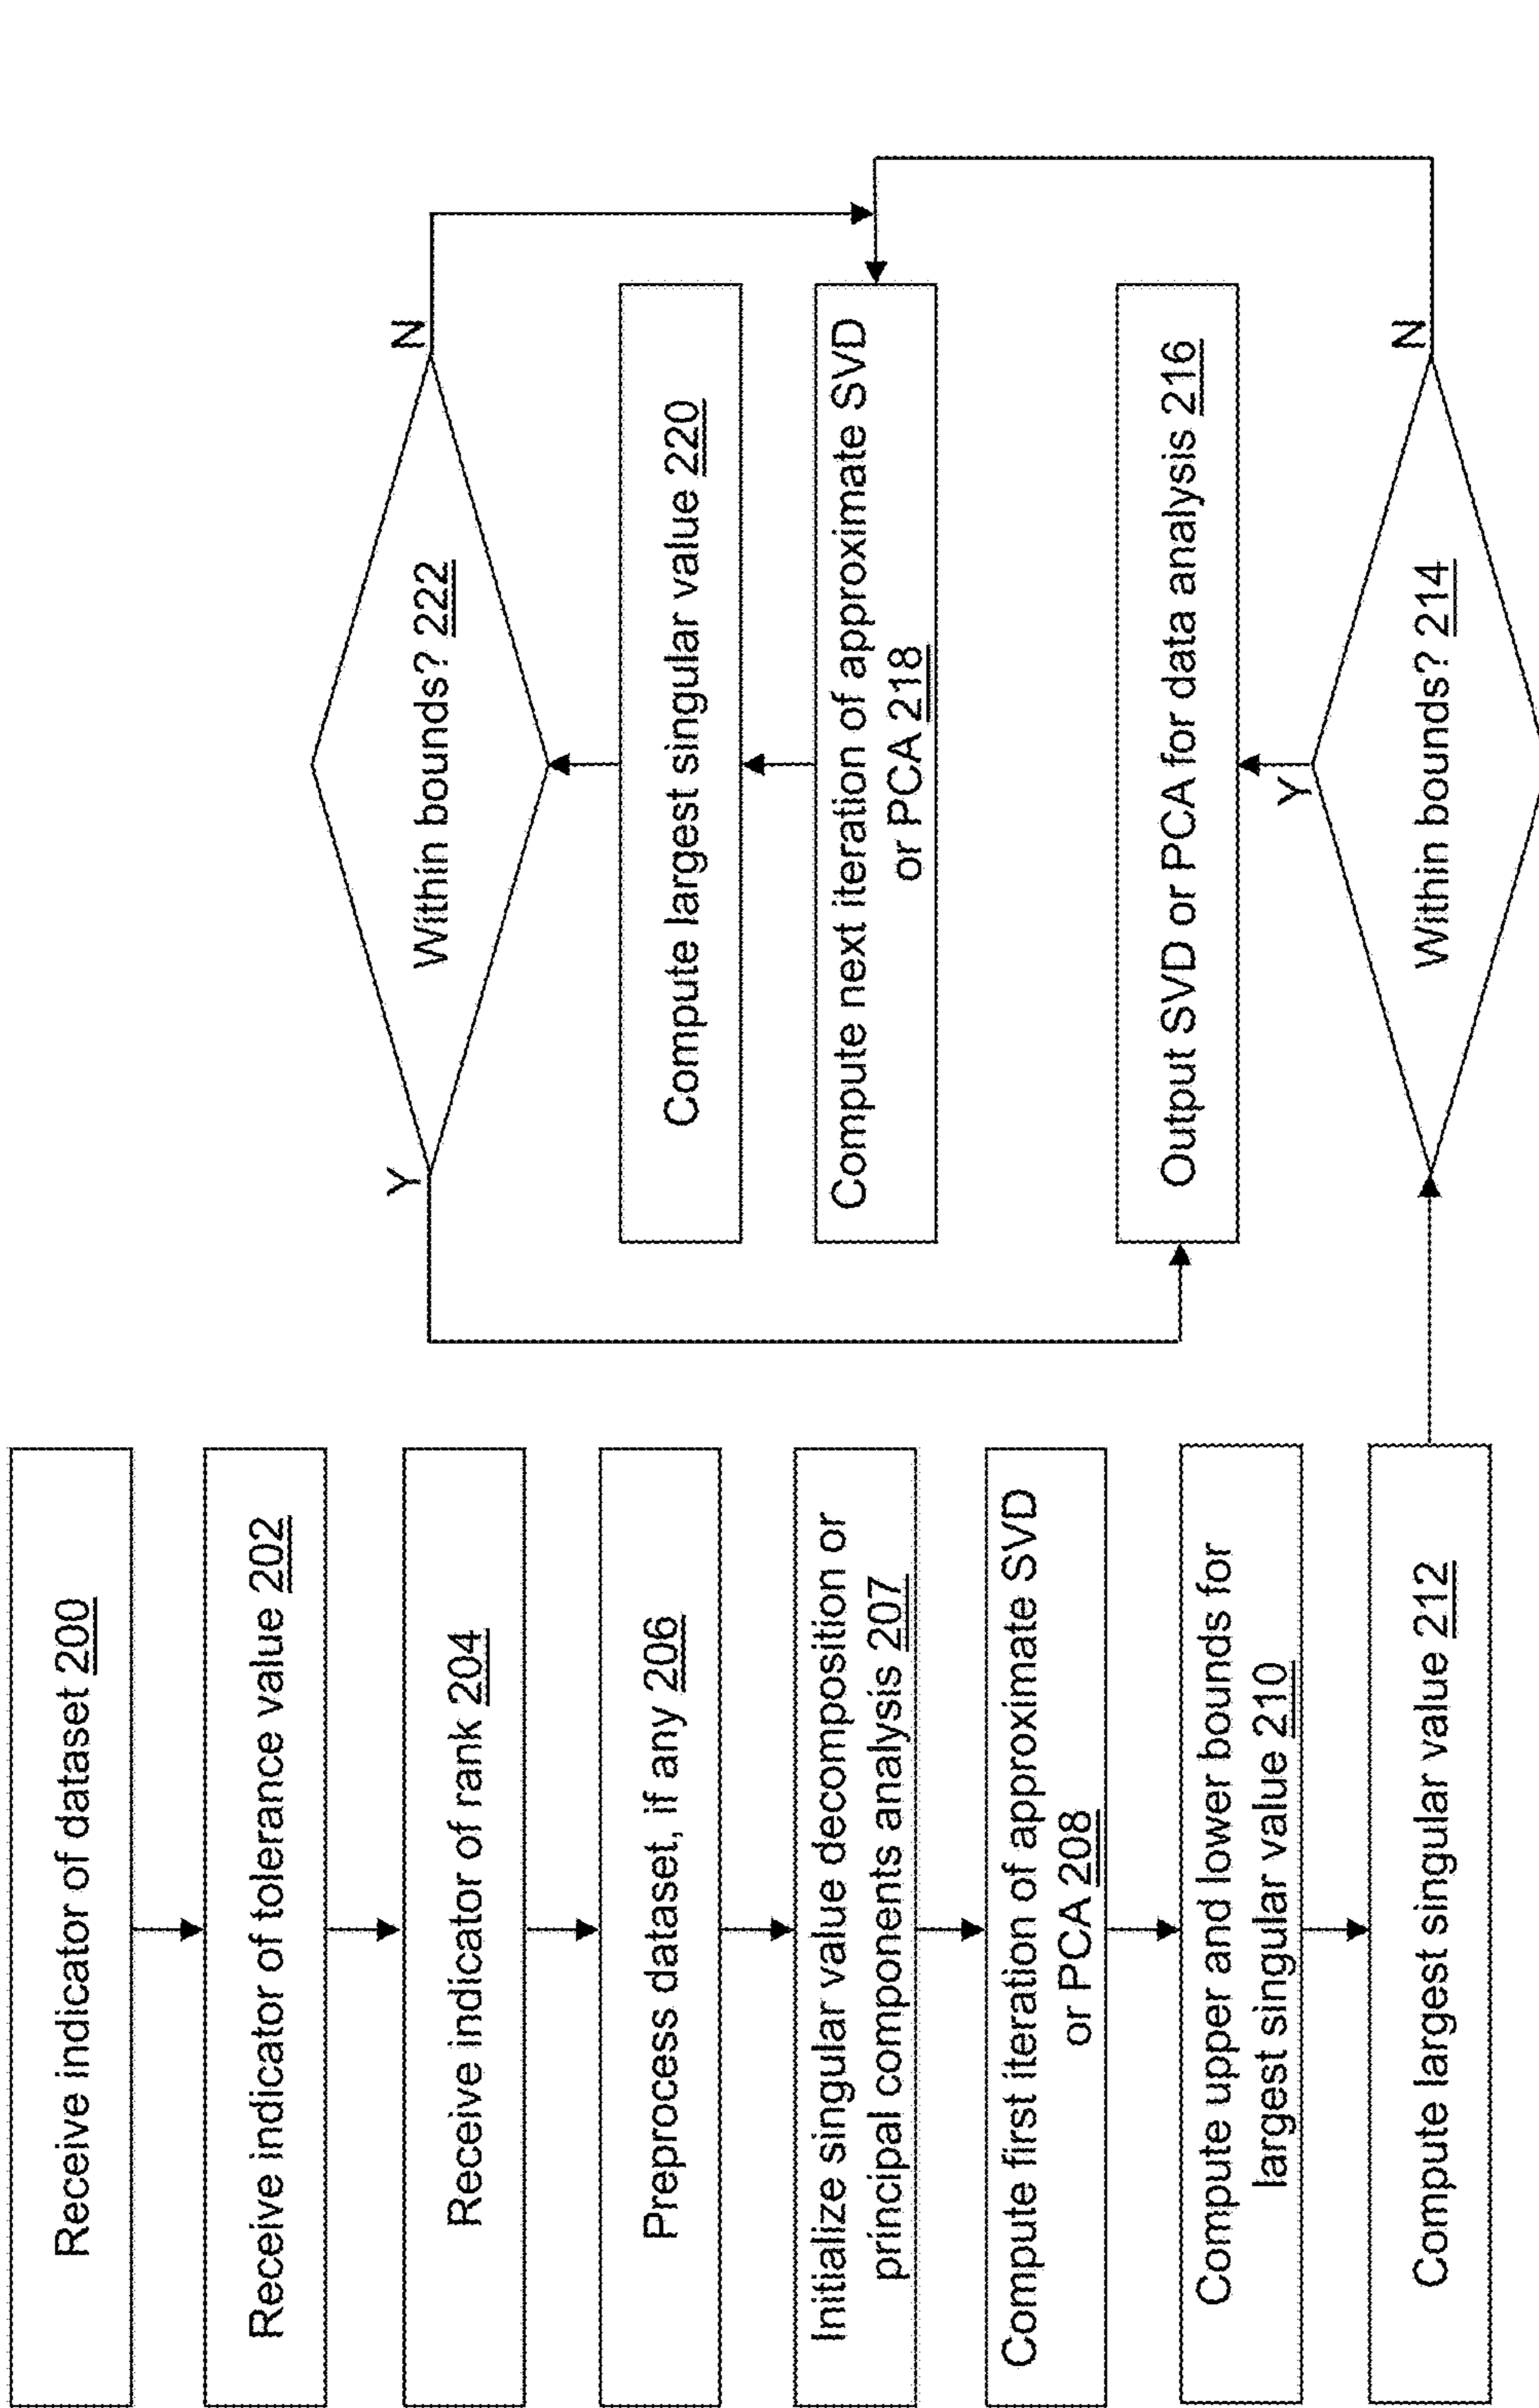 Receive indicator of dataset 200
Receive indicator of tolerance value 202
Receive indicator of rank 204
Preprocess dataset, if any 206
Initialize singular value decomposition or
principal components analysis 207
Compute first iteration of approximate SVD
or PCA 208
Compute upper and lower bounds for
largest singular value 210
Compute largest singular value 212
Within bounds? 214
Y
N
Output SVD or PCA for data analysis 216
Compute next iteration of approximate SVD
or PCA 218
Compute largest singular value 220
Within bounds? 222
Y
N